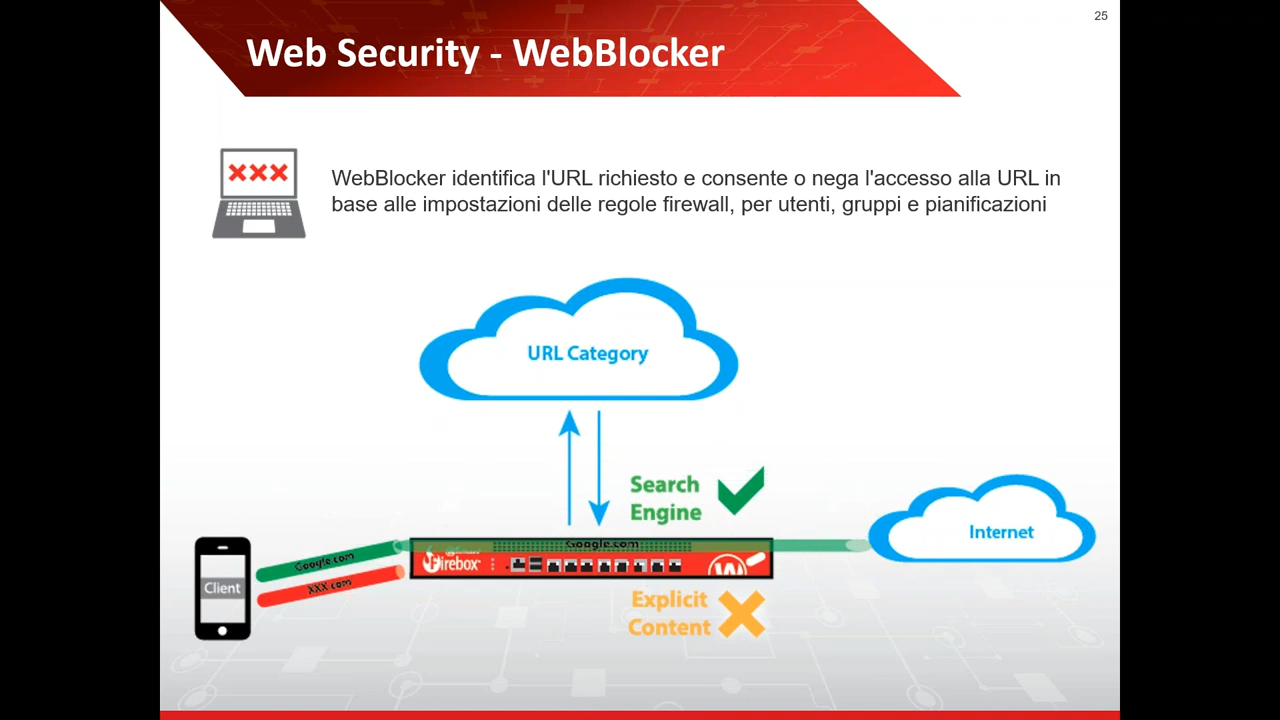 25
Web Security - WebBlocker
XXX
WebBlocker identifica l'URL richiesto e consente o nega l'accesso alla URL in
base alle impostazioni delle regole firewall, per utenti, gruppi e pianificazioni
URL Category
Search
Engine
Internet
Google.com
Firebox
Google.com
XXX.com
Client
Explicit
Content